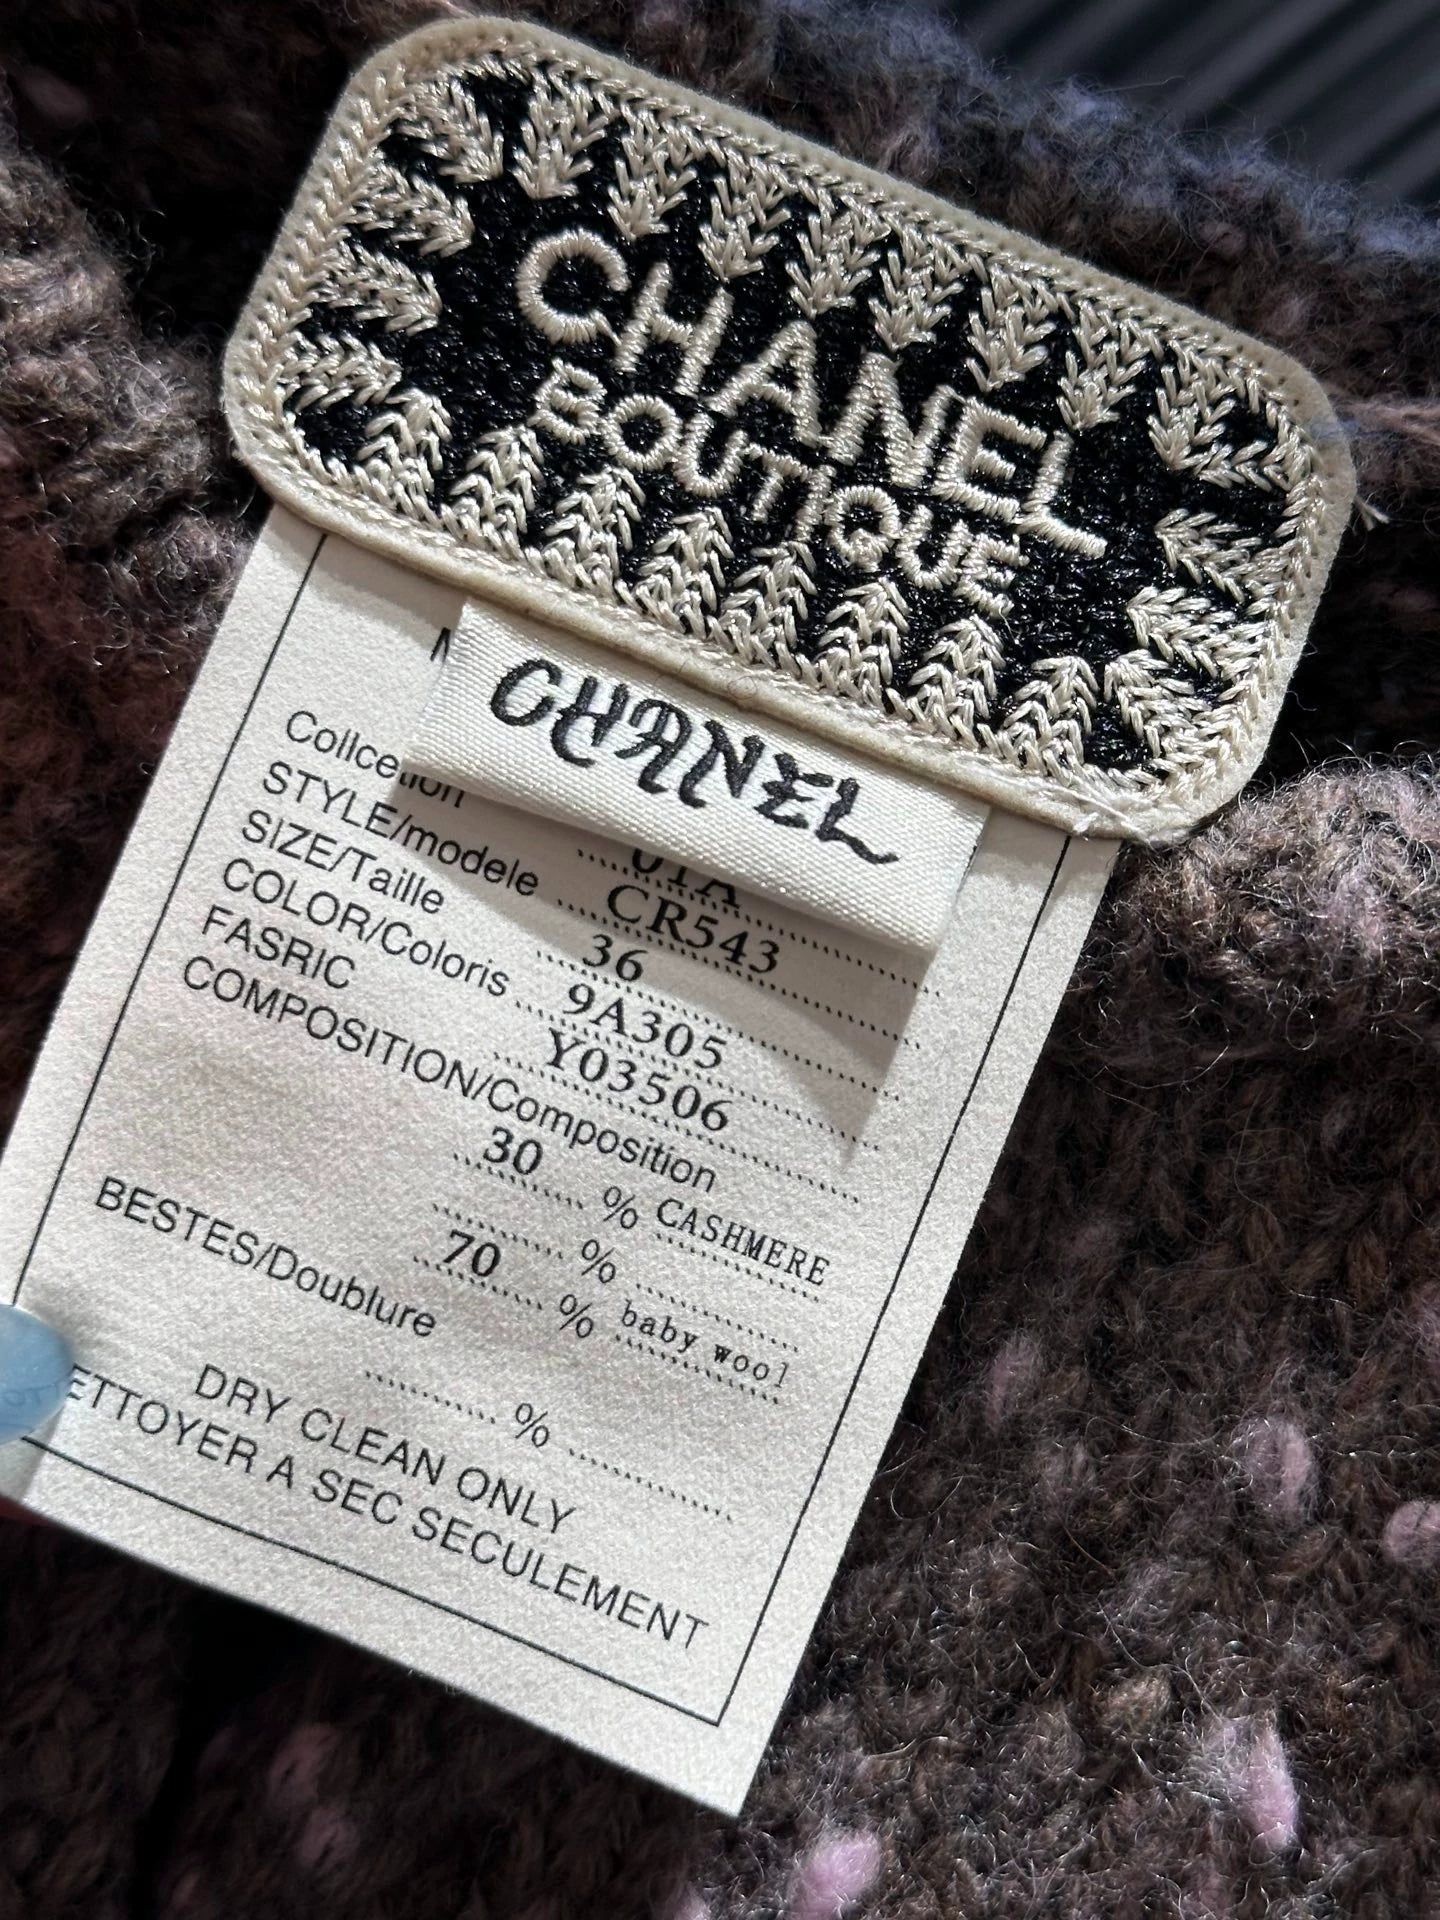 CHANEL
BOUTIQUE
CHANEL
Collcetion 01A
STYLE/modele CR543
SIZE/Taille 36
COLOR/Coloris 9A305
FASRIC Y03506
COMPOSITION/Composition
30 % CASHMERE
%
70 % baby wool
BESTES/Doublure
%
DRY CLEAN ONLY
ETTOYER A SEC SECULEMENT